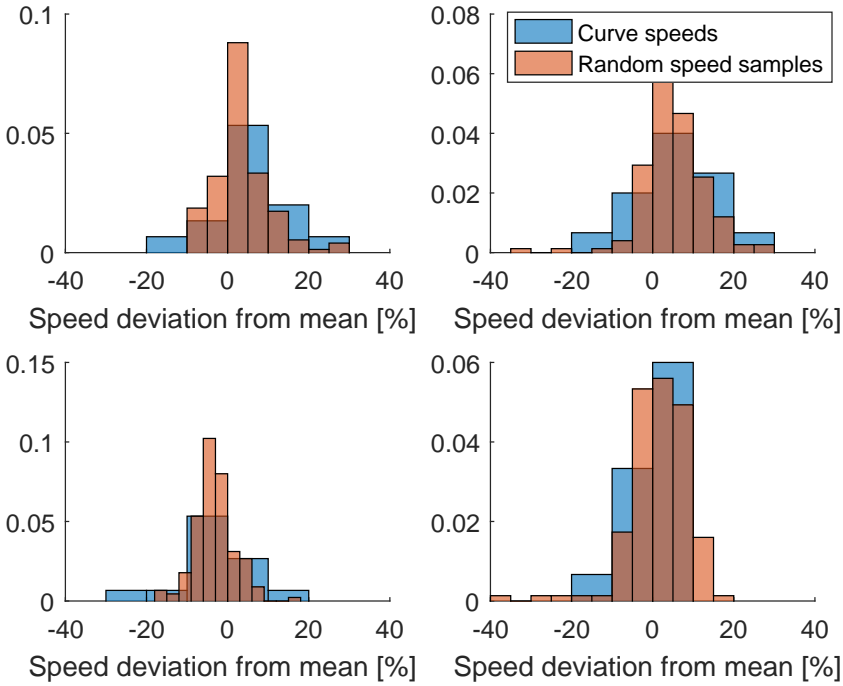 0.1
0.05
0
-40 -20 0 20 40
Speed deviation from mean [%]
0.08
0.06
0.04
0.02
0
-40 -20 0 20 40
Speed deviation from mean [%]
Curve speeds
Random speed samples
0.15
0.1
0.05
0
-40 -20 0 20 40
Speed deviation from mean [%]
0.06
0.04
0.02
0
-40 -20 0 20 40
Speed deviation from mean [%]